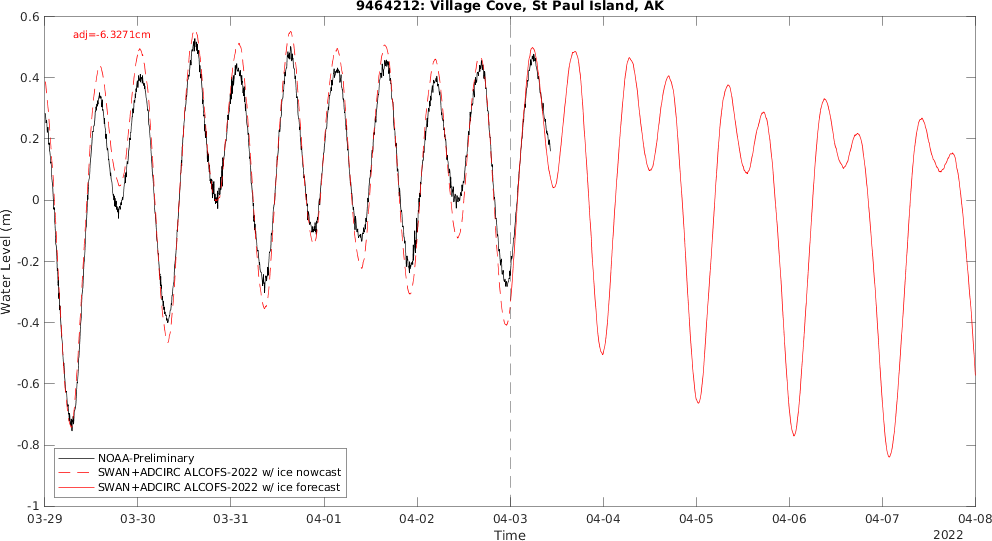 9464212: Village Cove, St Paul Island, AK
adj=-6.3271cm
0.6
0.4
0.2
0
-0.2
-0.4
-0.6
-0.8
-1
Water Level (m)
NOAA-Preliminary
SWAN+ADCIRC ALCOFS-2022 w/ ice nowcast
SWAN+ADCIRC ALCOFS-2022 w/ ice forecast
03-29 03-30 03-31 04-01 04-02 04-03 04-04 04-05 04-06 04-07 04-08
Time
2022